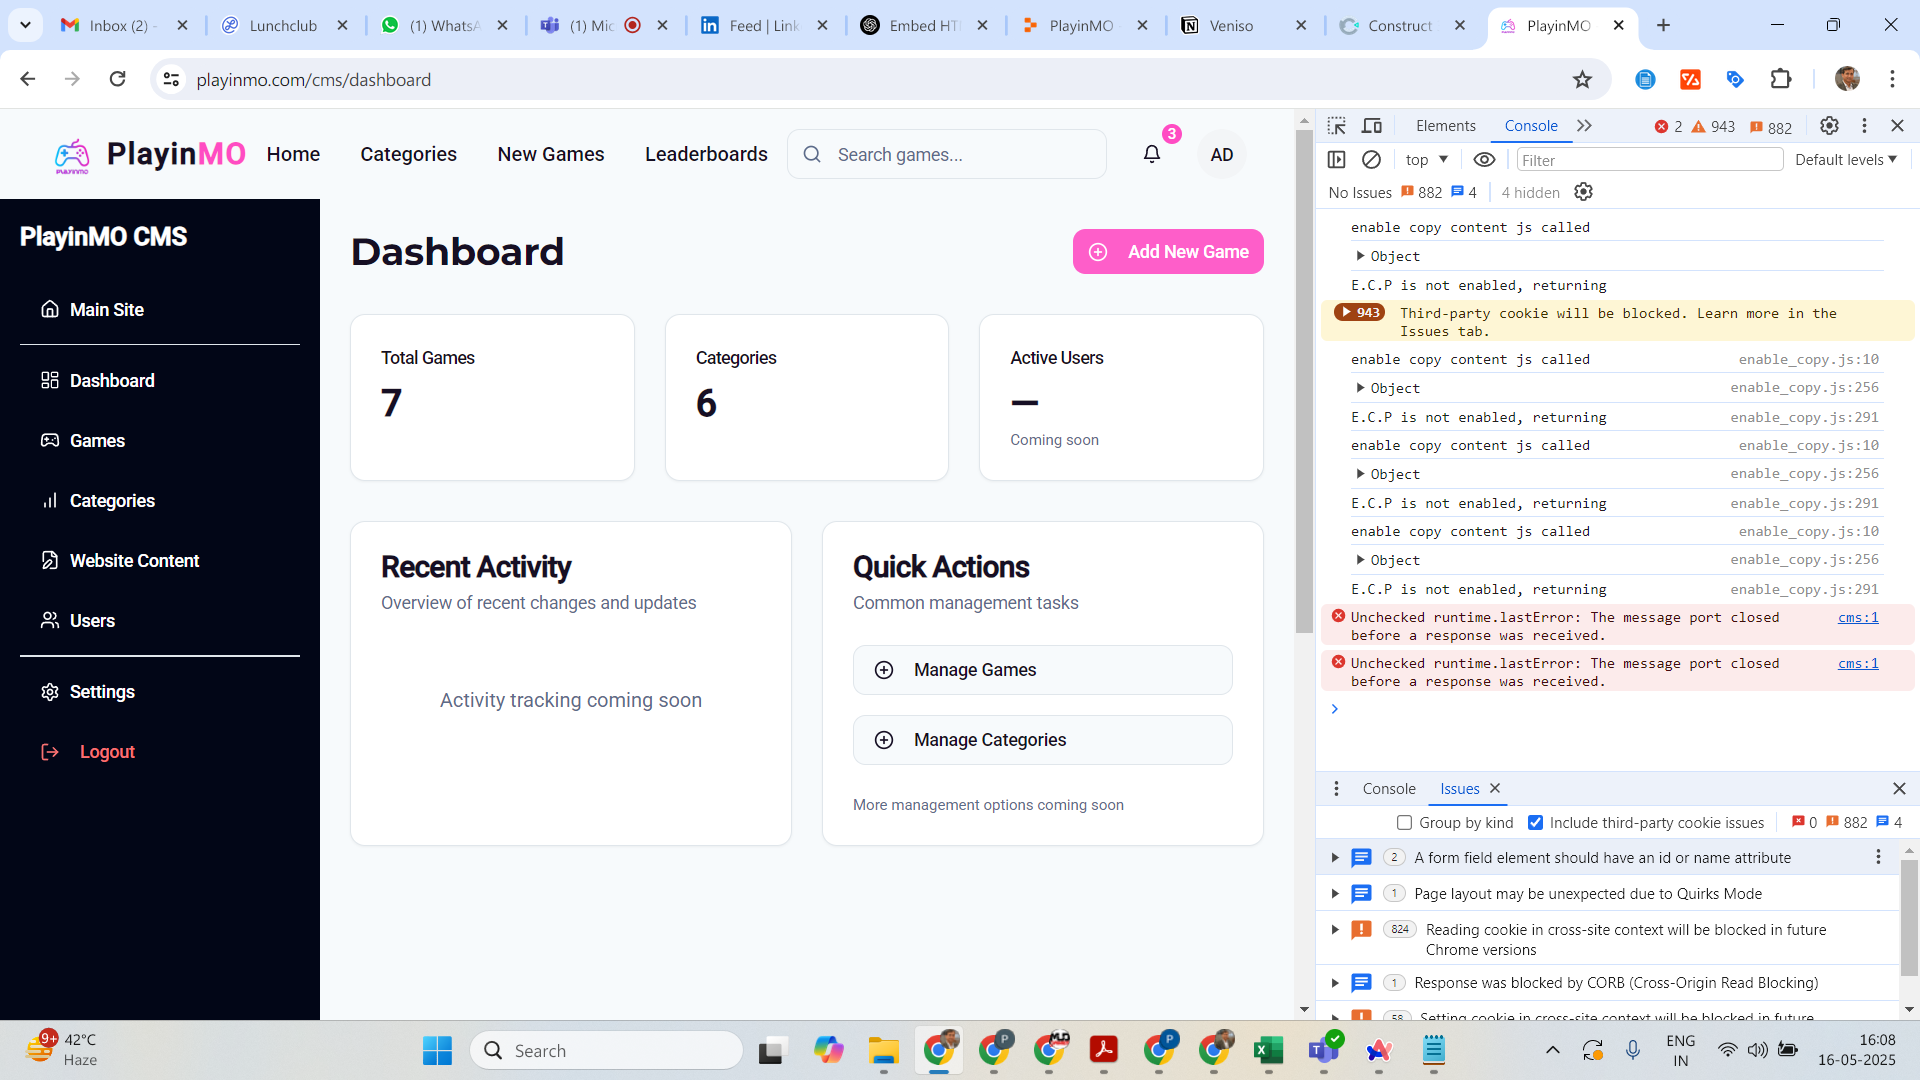 Inbox (2) -
Lunchclub
(1) WhatsA
(1) Mic
Feed | Link
Embed HT
PlayinMO
Veniso
Construct
PlayinMO
playinmo.com/cms/dashboard
PlayinMO
Home
Categories
New Games
Leaderboards
Search games...
3
AD
PlayinMO CMS
Main Site
Dashboard
Games
Categories
Website Content
Users
Settings
Logout
Dashboard
Add New Game
Total Games
7
Categories
6
Active Users
—
Coming soon
Recent Activity
Overview of recent changes and updates
Activity tracking coming soon
Quick Actions
Common management tasks
Manage Games
Manage Categories
More management options coming soon
Elements
Console
2
943
882
top
Filter
Default levels
No Issues
882
4
4 hidden
enable copy content js called
Object
E.C.P is not enabled, returning
943
Third-party cookie will be blocked. Learn more in the
Issues tab.
enable copy content js called enable_copy.js:10
Object enable_copy.js:256
E.C.P is not enabled, returning enable_copy.js:291
enable copy content js called enable_copy.js:10
Object enable_copy.js:256
E.C.P is not enabled, returning enable_copy.js:291
enable copy content js called enable_copy.js:10
Object enable_copy.js:256
E.C.P is not enabled, returning enable_copy.js:291
Unchecked runtime.lastError: The message port closed cms:1
before a response was received.
Unchecked runtime.lastError: The message port closed cms:1
before a response was received.
Console
Issues
Group by kind
Include third-party cookie issues
0
882
4
2 A form field element should have an id or name attribute
1 Page layout may be unexpected due to Quirks Mode
824 Reading cookie in cross-site context will be blocked in future
Chrome versions
1 Response was blocked by CORB (Cross-Origin Read Blocking)
58 Setting cookie in cross-site context will be blocked in future
9+
42°C
Haze
Search
ENG
IN
16:08
16-05-2025